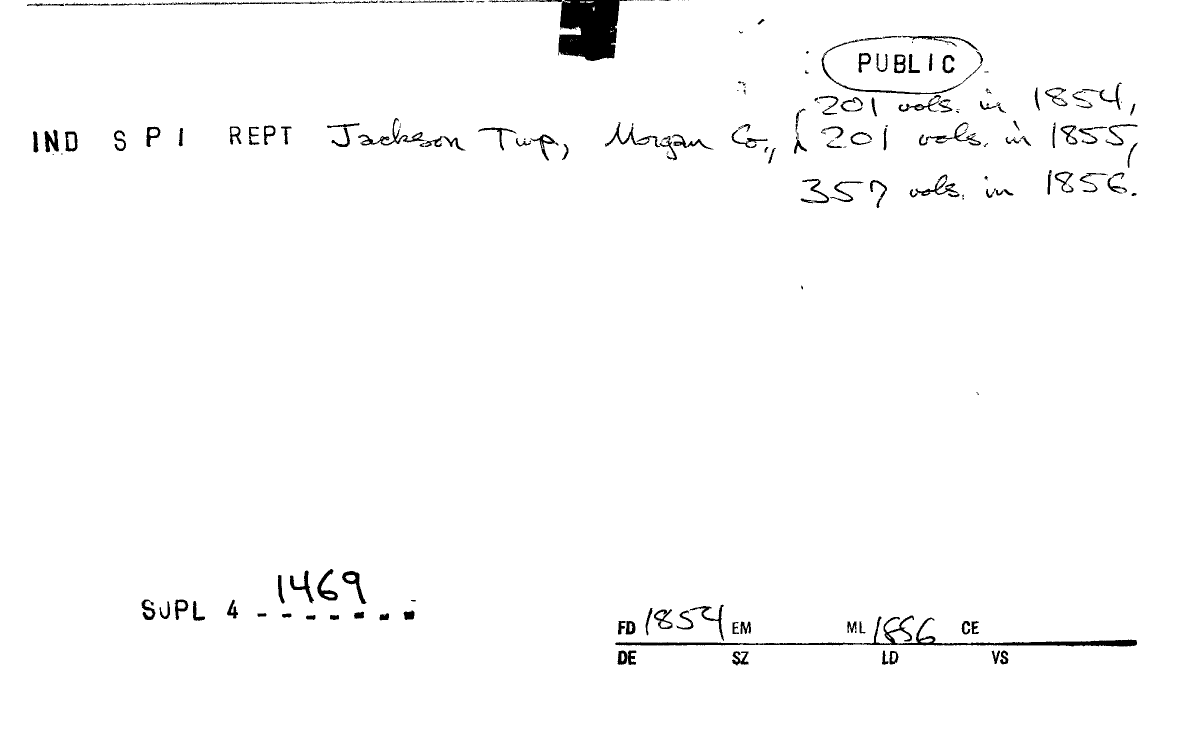 PUBLIC
201 vols. in 1854,
IND S P I REPT Jackson Twp, Morgan Co., 201 vols. in 1855,
357 vols. in 1856.
SUPL 4 1469
FD 1854 EM ML 1856 CE
DE SZ LD VS